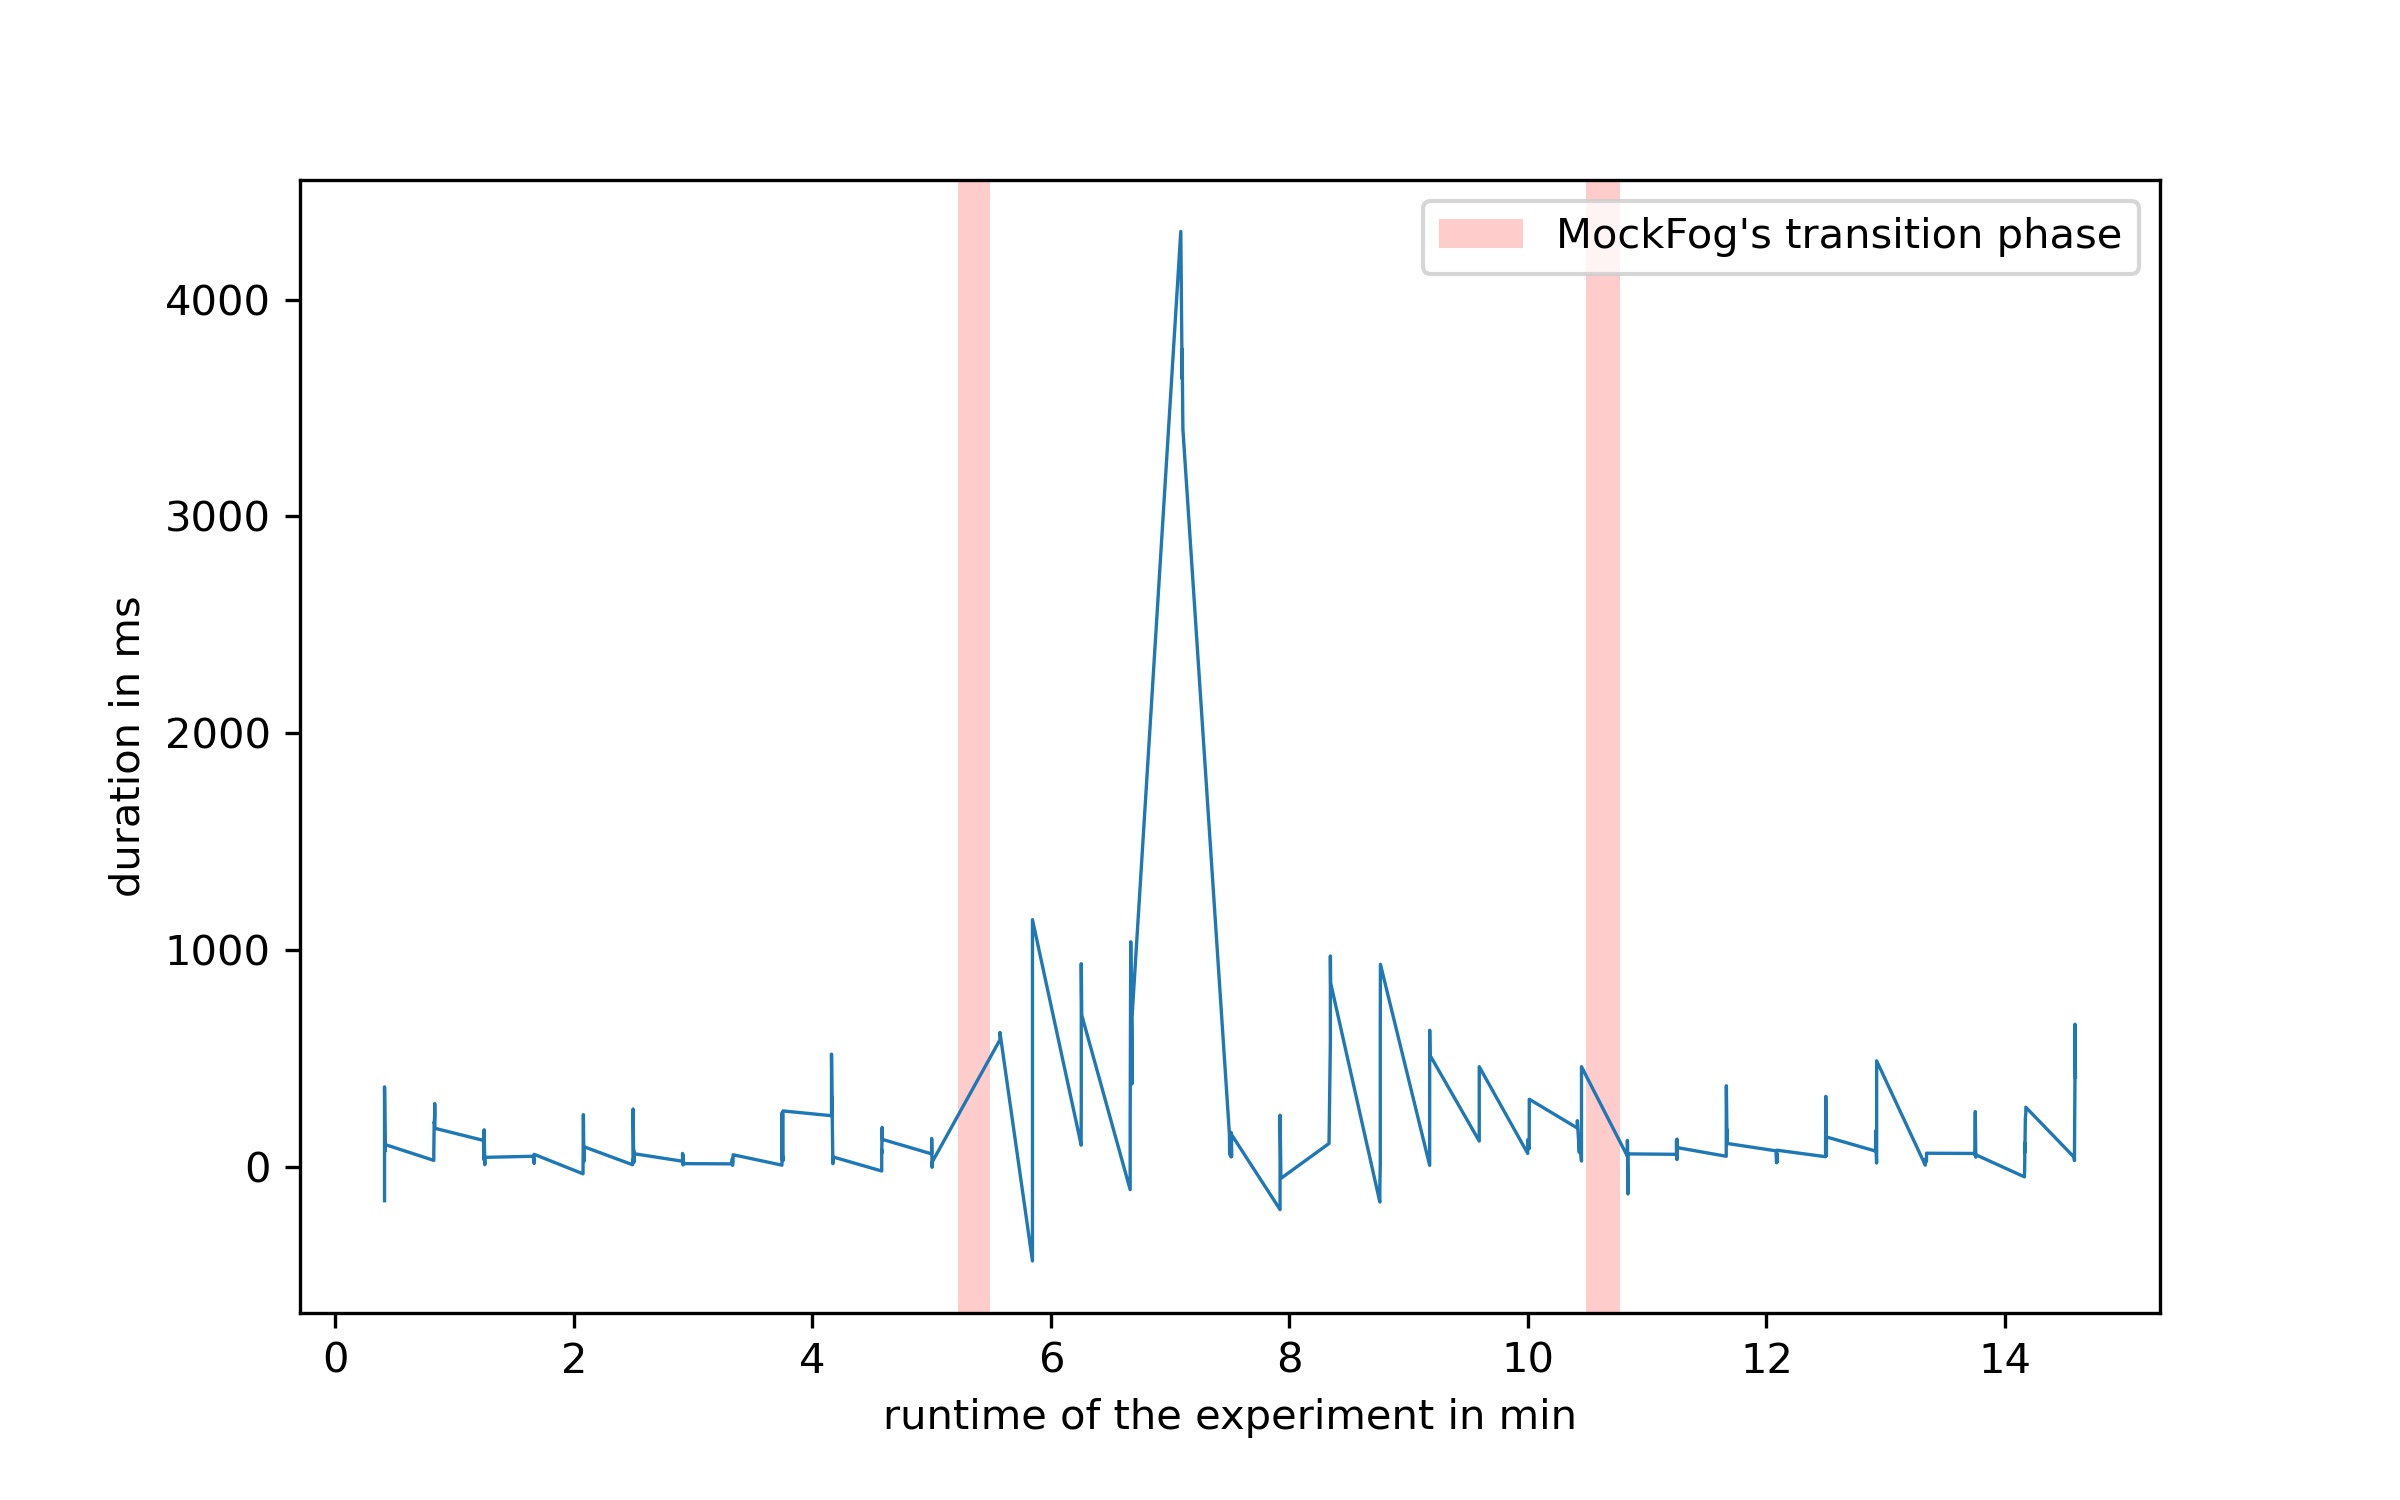 MockFog's transition phase
4000
3000
2000
1000
0
duration in ms
0 2 4 6 8 10 12 14
runtime of the experiment in min